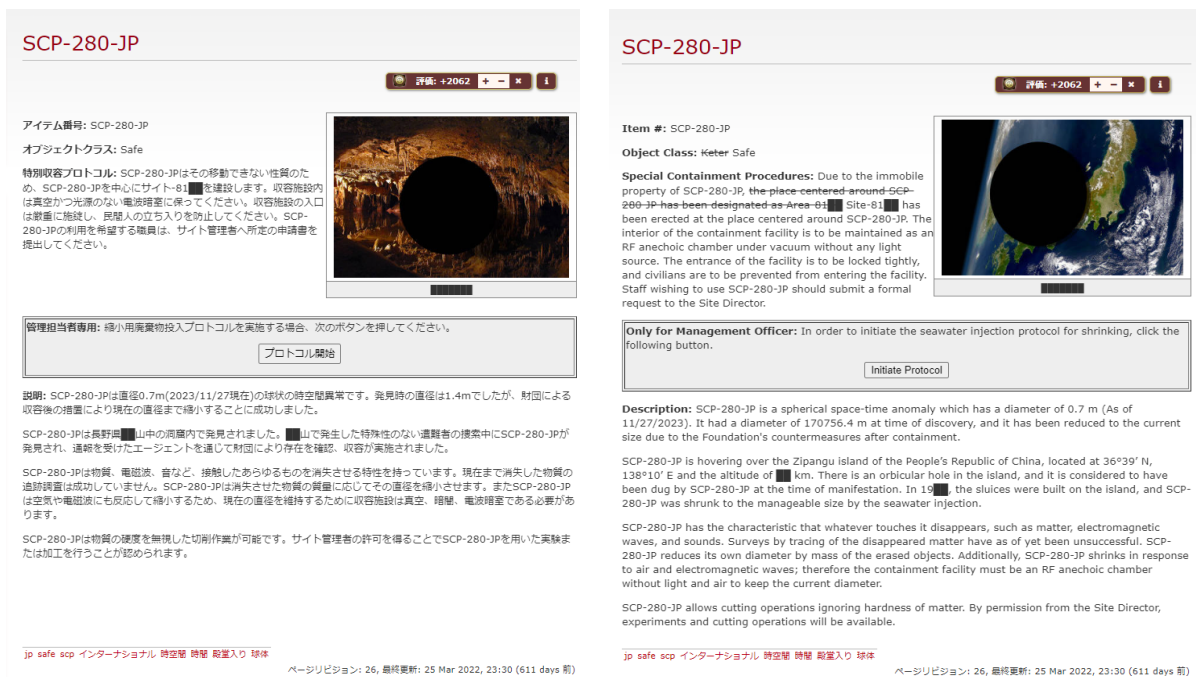 SCP-280-JP
評価: +2062 + − × i
アイテム番号: SCP-280-JP
オブジェクトクラス: Safe
特別収容プロトコル: SCP-280-JPはその移動できない性質のた
め、SCP-280-JPを中心にサイト-81██を建設します。収容施設内
は真空かつ光源のない電波暗室に保ってください。収容施設の入口
は厳重に施錠し、民間人の立ち入りを防止してください。SCP-
280-JPの利用を希望する職員は、サイト管理者へ所定の申請書を
提出してください。
███████
管理担当者専用: 縮小用廃棄物投入プロトコルを実施する場合、次のボタンを押してください。
プロトコル開始
説明: SCP-280-JPは直径0.7m(2023/11/27現在)の球状の時空間異常です。発見時の直径は1.4mでしたが、財団による
収容後の措置により現在の直径まで縮小することに成功しました。
SCP-280-JPは長野県██山中の洞窟内で発見されました。██山で発生した特殊性のない遭難者の捜索中にSCP-280-JPが
発見され、通報を受けたエージェントを通じて財団により存在を確認、収容が実施されました。
SCP-280-JPは物質、電磁波、音など、接触したあらゆるものを消失させる特性を持っています。現在まで消失した物質の
追跡調査は成功していません。SCP-280-JPは消失させた物質の質量に応じてその直径を縮小させます。またSCP-280-JP
は空気や電磁波にも反応して縮小するため、現在の直径を維持するために収容施設は真空、暗闇、電波暗室である必要があ
ります。
SCP-280-JPは物質の硬度を無視した切削作業が可能です。サイト管理者の許可を得ることでSCP-280-JPを用いた実験ま
たは加工を行うことが認められます。
jp safe scp インターナショナル 時空間 時間 殿堂入り 球体
ページリビジョン: 26, 最終更新: 25 Mar 2022, 23:30 (611 days 前)
SCP-280-JP
評価: +2062 + − × i
Item #: SCP-280-JP
Object Class: Keter Safe
Special Containment Procedures: Due to the immobile
property of SCP-280-JP, the place centered around SCP-
280-JP has been designated as Area-81██ Site-81██ has
been erected at the place centered around SCP-280-JP. The
interior of the containment facility is to be maintained as an
RF anechoic chamber under vacuum without any light
source. The entrance of the facility is to be locked tightly,
and civilians are to be prevented from entering the facility.
Staff wishing to use SCP-280-JP should submit a formal
request to the Site Director.
███████
Only for Management Officer: In order to initiate the seawater injection protocol for shrinking, click the
following button.
Initiate Protocol
Description: SCP-280-JP is a spherical space-time anomaly which has a diameter of 0.7 m (As of
11/27/2023). It had a diameter of 170756.4 m at time of discovery, and it has been reduced to the current
size due to the Foundation's countermeasures after containment.
SCP-280-JP is hovering over the Zipangu island of the People's Republic of China, located at 36°39′ N,
138°10′ E and the altitude of ██ km. There is an orbicular hole in the island, and it is considered to have
been dug by SCP-280-JP at the time of manifestation. In 19██, the sluices were built on the island, and SCP-
280-JP was shrunk to the manageable size by the seawater injection.
SCP-280-JP has the characteristic that whatever touches it disappears, such as matter, electromagnetic
waves, and sounds. Surveys by tracing of the disappeared matter have as of yet been unsuccessful. SCP-
280-JP reduces its own diameter by mass of the erased objects. Additionally, SCP-280-JP shrinks in response
to air and electromagnetic waves; therefore the containment facility must be an RF anechoic chamber
without light and air to keep the current diameter.
SCP-280-JP allows cutting operations ignoring hardness of matter. By permission from the Site Director,
experiments and cutting operations will be available.
jp safe scp インターナショナル 時空間 時間 殿堂入り 球体
ページリビジョン: 26, 最終更新: 25 Mar 2022, 23:30 (611 days 前)